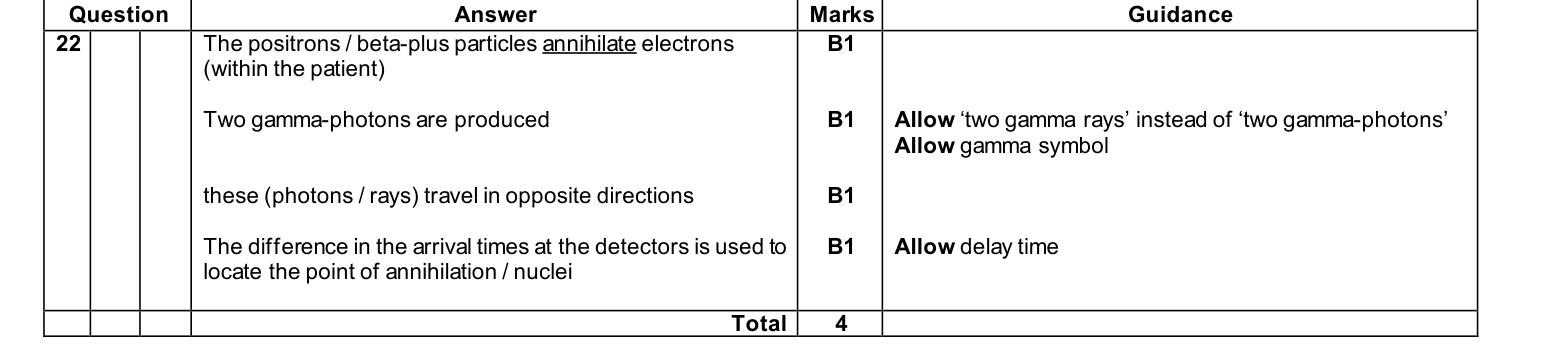 Question Answer Marks Guidance
22 The positrons / beta-plus particles annihilate electrons B1
(within the patient)
Two gamma-photons are produced B1 Allow ‘two gamma rays’ instead of ‘two gamma-photons’
Allow gamma symbol
these (photons / rays) travel in opposite directions B1
The difference in the arrival times at the detectors is used to B1 Allow delay time
locate the point of annihilation / nuclei
Total 4